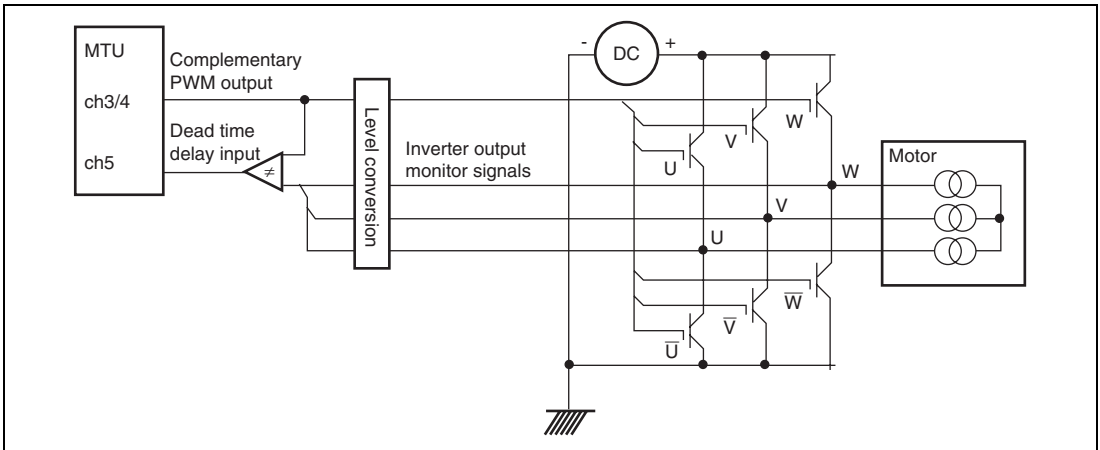 MTU
ch3/4
ch5
Complementary
PWM output
Dead time
delay input
≠
Level conversion
Inverter output
monitor signals
-
DC
+
W
V
U
W
V
U
W̅
V̅
U̅
Motor